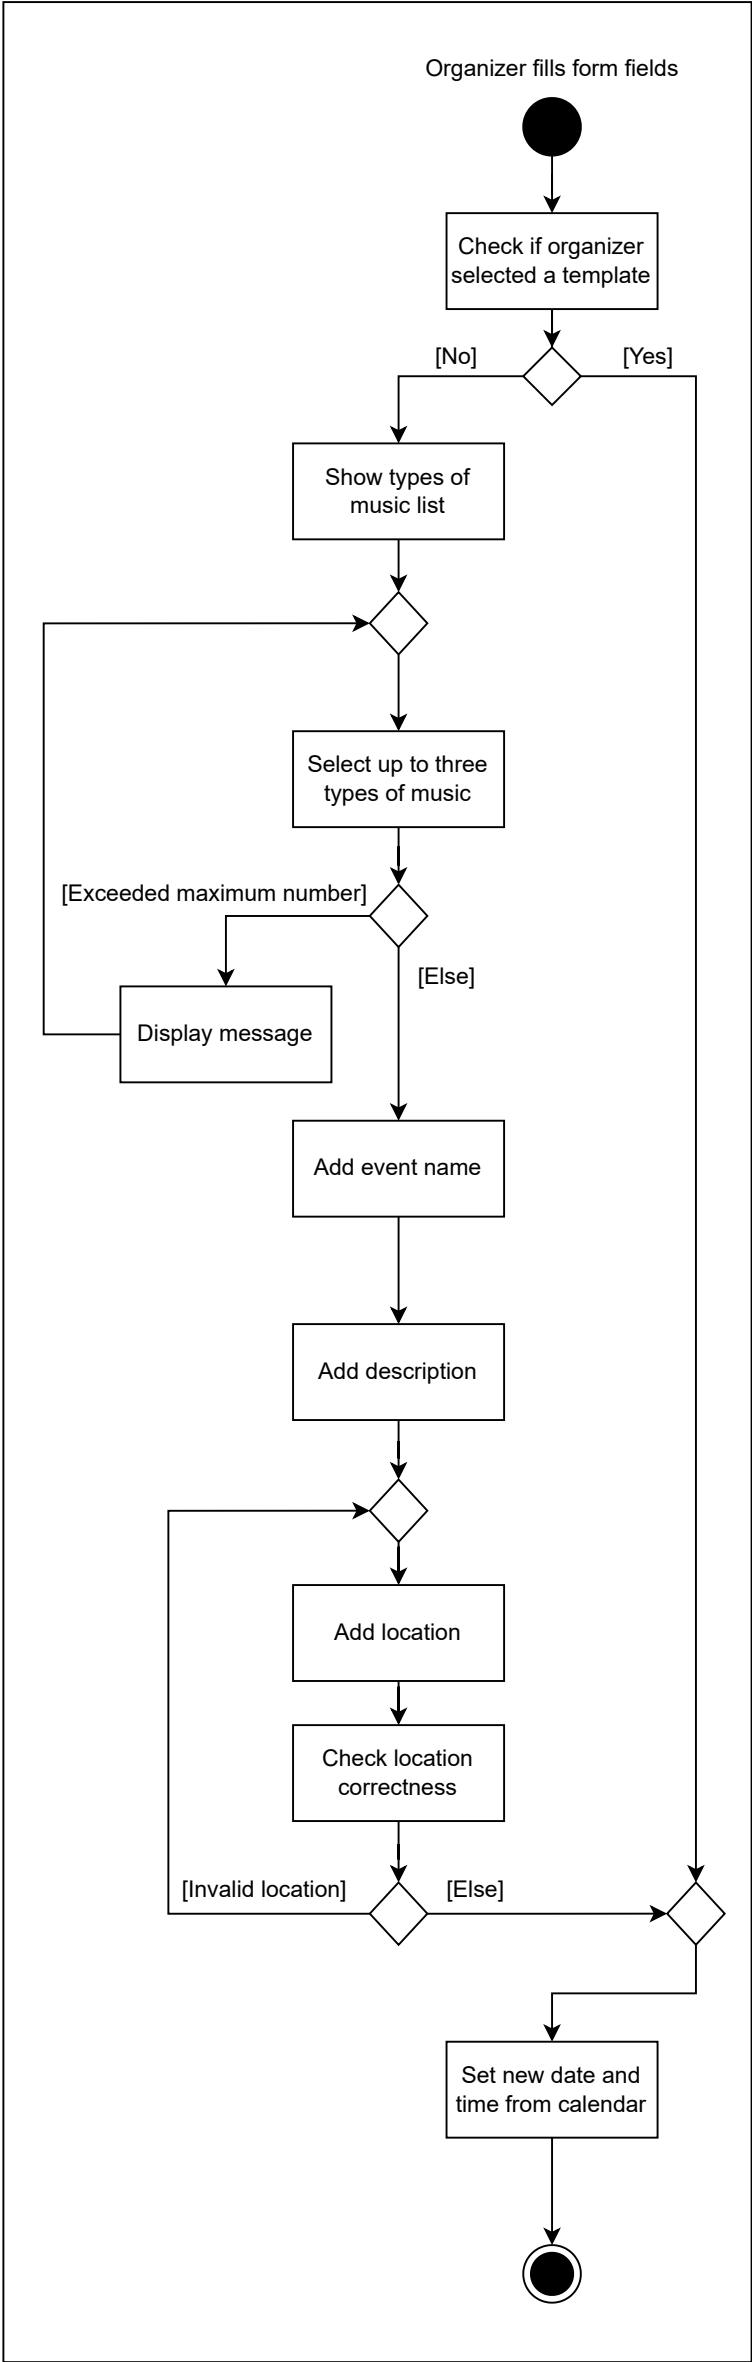 Organizer fills form fields
Check if organizer
selected a template
[No]
[Yes]
Show types of
music list
Select up to three
types of music
[Exceeded maximum number]
[Else]
Display message
Add event name
Add description
Add location
Check location
correctness
[Invalid location]
[Else]
Set new date and
time from calendar